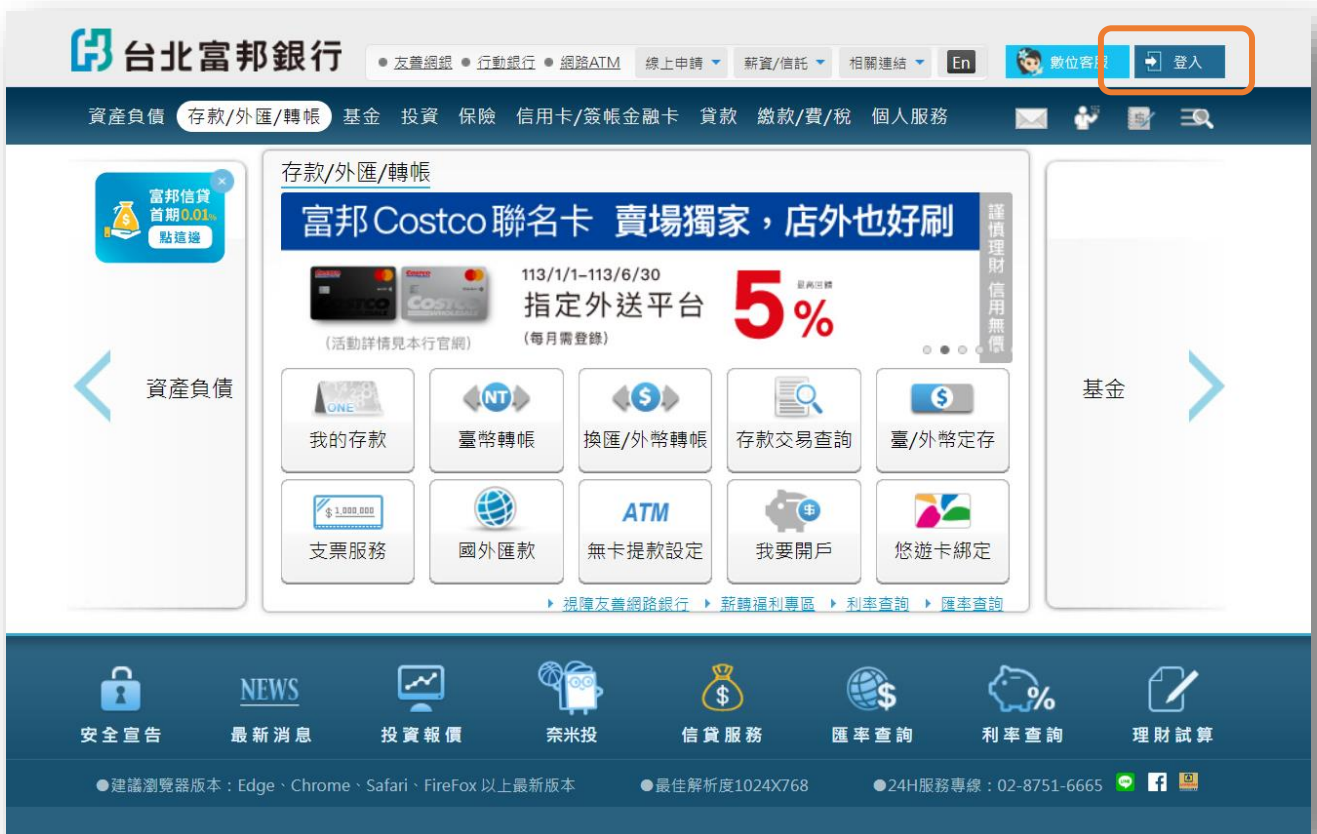 台北富邦銀行
● 友善網銀 ● 行動銀行 ● 網路ATM 線上申請 薪資/信託 相關連結 En 數位客服 登入
資產負債 存款/外匯/轉帳 基金 投資 保險 信用卡/簽帳金融卡 貸款 繳款/費/稅 個人服務
存款/外匯/轉帳
富邦信貸
首期0.01%
點這邊
富邦Costco聯名卡 賣場獨家，店外也好刷
謹慎理財 信用無價
113/1/1–113/6/30
指定外送平台
(每月需登錄)
最高回饋
5%
(活動詳情見本行官網)
資產負債
基金
ONE
NT
我的存款 臺幣轉帳 換匯/外幣轉帳 存款交易查詢 臺/外幣定存
$ 1,000,000
ATM
支票服務 國外匯款 無卡提款設定 我要開戶 悠遊卡綁定
視障友善網路銀行 薪轉福利專區 利率查詢 匯率查詢
NEWS
安全宣告 最新消息 投資報價 奈米投 信貸服務 匯率查詢 利率查詢 理財試算
●建議瀏覽器版本：Edge、Chrome、Safari、FireFox 以上最新版本 ●最佳解析度1024X768 ●24H服務專線：02-8751-6665